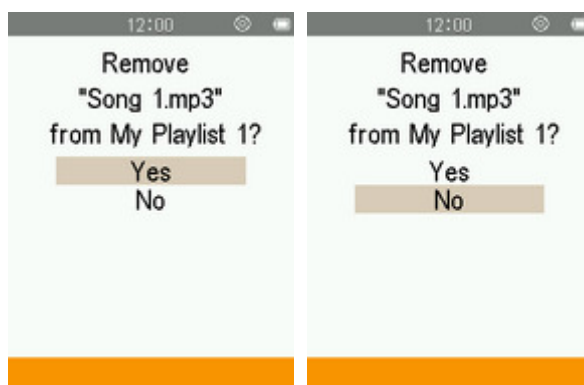 12:00
Remove
"Song 1.mp3"
from My Playlist 1?
Yes
No
12:00
Remove
"Song 1.mp3"
from My Playlist 1?
Yes
No